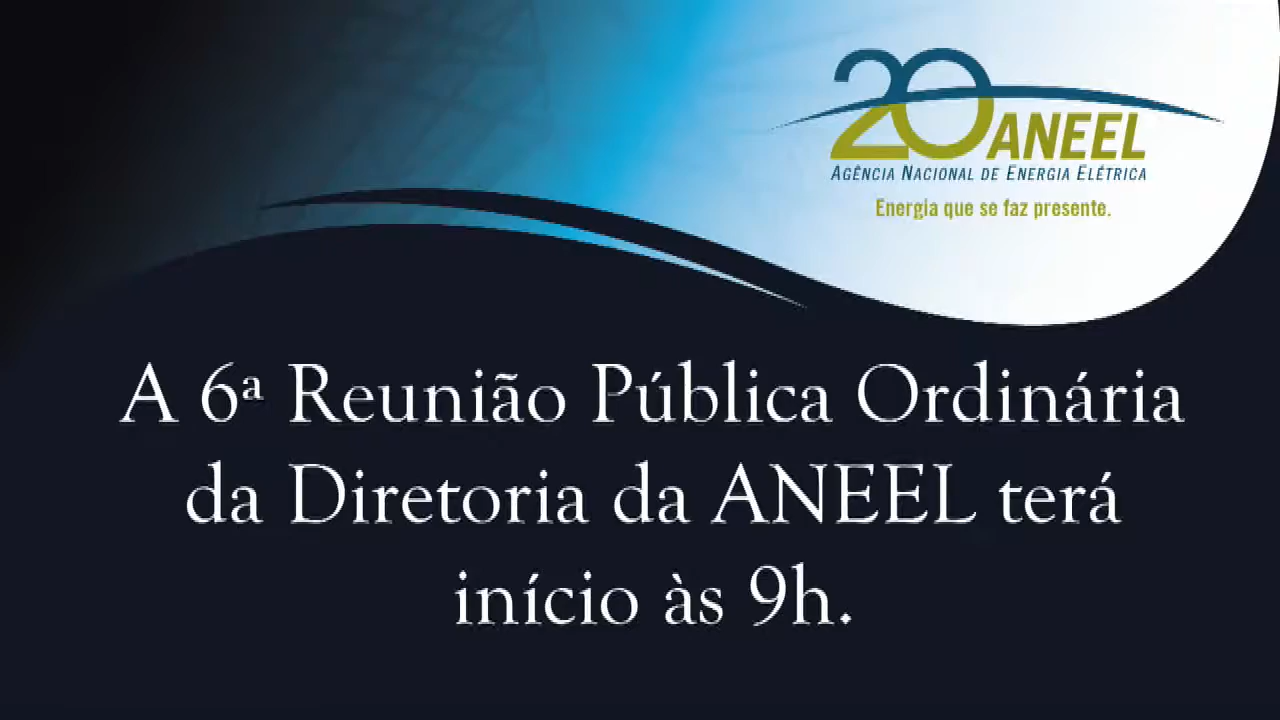 20 ANEEL
AGÊNCIA NACIONAL DE ENERGIA ELÉTRICA
Energia que se faz presente.
A 6ª Reunião Pública Ordinária
da Diretoria da ANEEL terá
início às 9h.